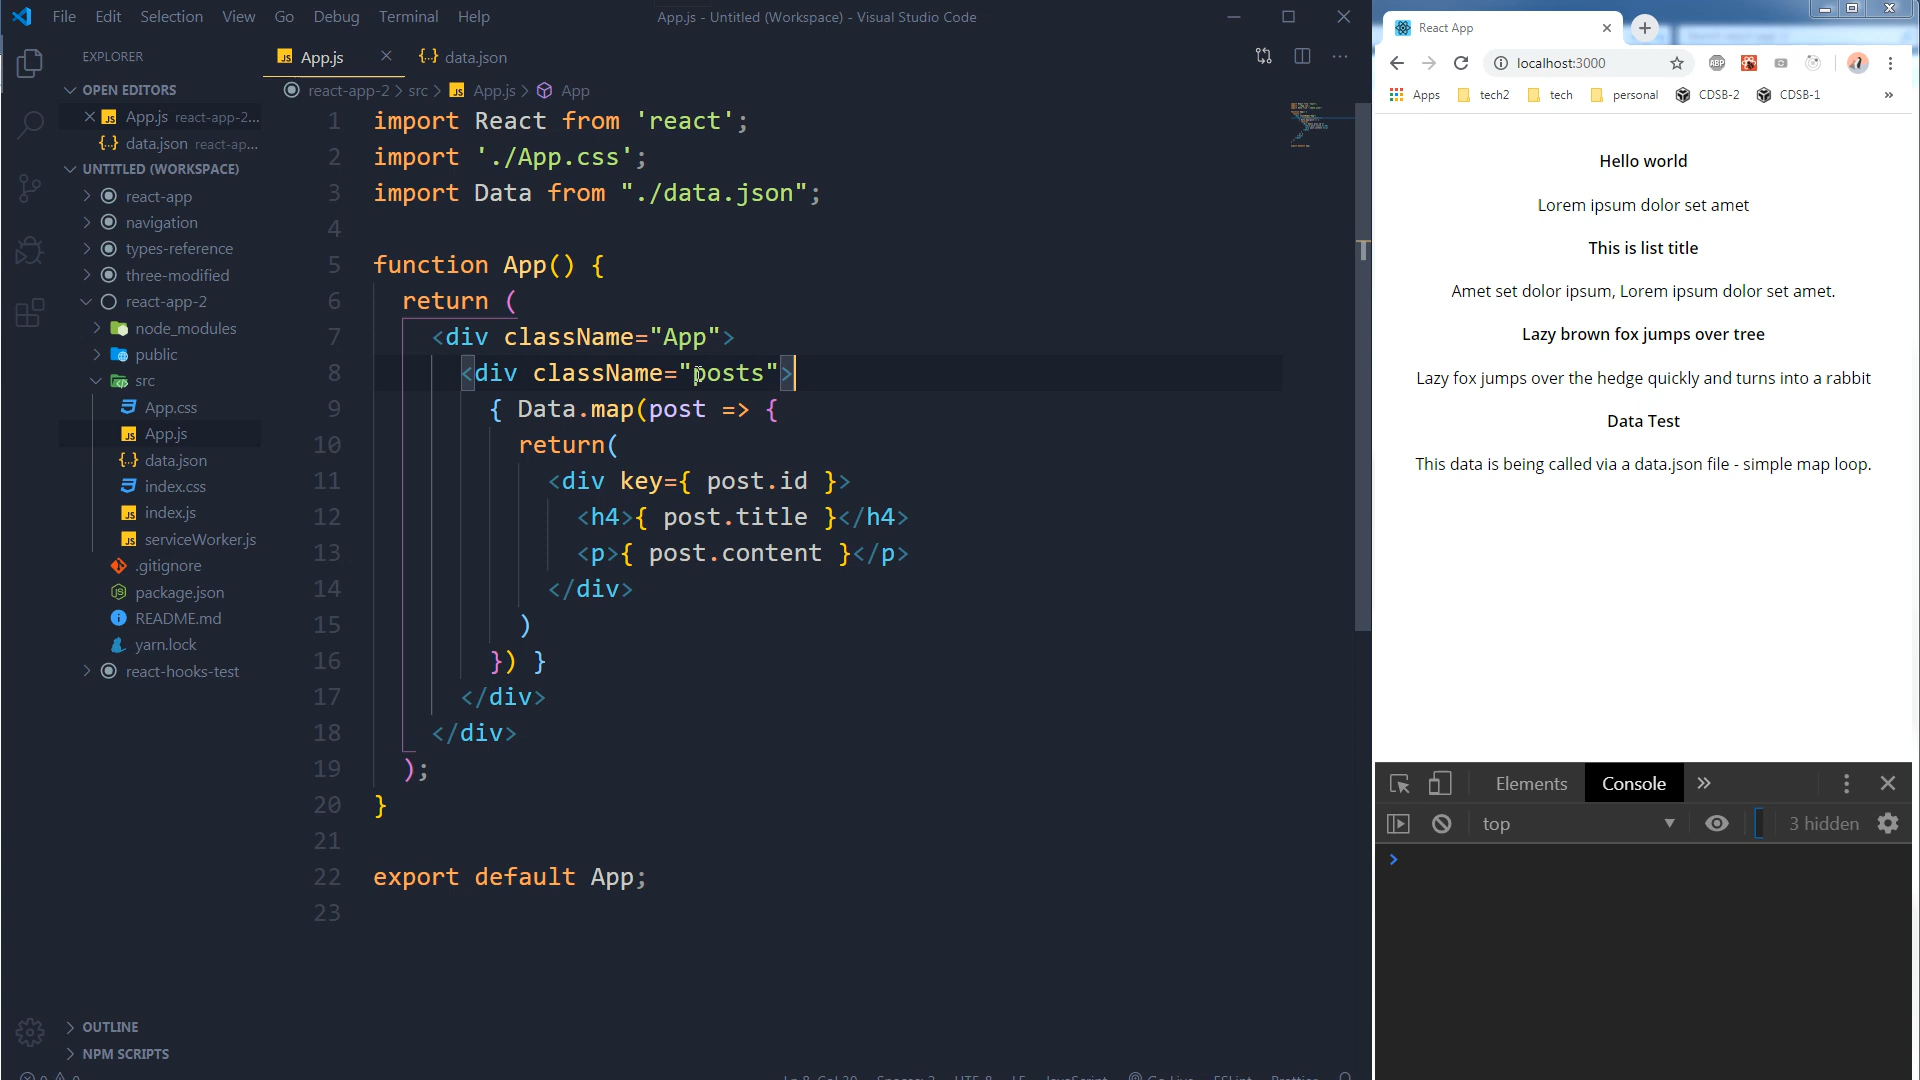 File Edit Selection View Go Debug Terminal Help
App.js - Untitled (Workspace) - Visual Studio Code
EXPLORER
OPEN EDITORS
App.js react-app-2...
data.json react-ap...
UNTITLED (WORKSPACE)
react-app
navigation
types-reference
three-modified
react-app-2
node_modules
public
src
App.css
App.js
data.json
index.css
index.js
serviceWorker.js
.gitignore
package.json
README.md
yarn.lock
react-hooks-test
OUTLINE
NPM SCRIPTS
App.js data.json
react-app-2 > src > App.js > App
1 import React from 'react';
2 import './App.css';
3 import Data from "./data.json";
4
5 function App() {
6 return (
7 <div className="App">
8 <div className="posts">
9 { Data.map(post => {
10 return(
11 <div key={ post.id }>
12 <h4>{ post.title }</h4>
13 <p>{ post.content }</p>
14 </div>
15 )
16 }) }
17 </div>
18 </div>
19 );
20 }
21
22 export default App;
23
React App
localhost:3000
ABP
Apps tech2 tech personal CDSB-2 CDSB-1 »
Hello world
Lorem ipsum dolor set amet
This is list title
Amet set dolor ipsum, Lorem ipsum dolor set amet.
Lazy brown fox jumps over tree
Lazy fox jumps over the hedge quickly and turns into a rabbit
Data Test
This data is being called via a data.json file - simple map loop.
Elements Console »
top 3 hidden
>